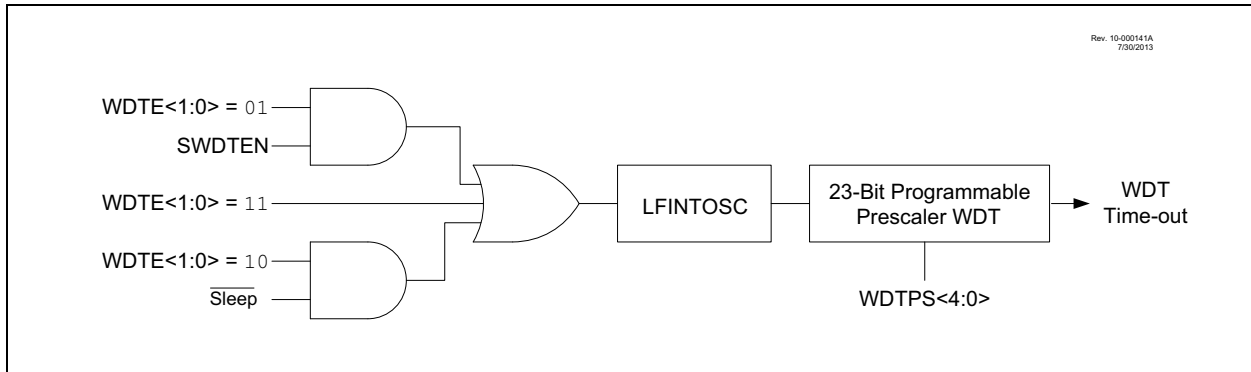 Rev. 10-000141A
7/30/2013
WDTE<1:0> = 01
SWDTEN
WDTE<1:0> = 11
WDTE<1:0> = 10
Sleep
LFINTOSC
23-Bit Programmable
Prescaler WDT
WDT
Time-out
WDTPS<4:0>